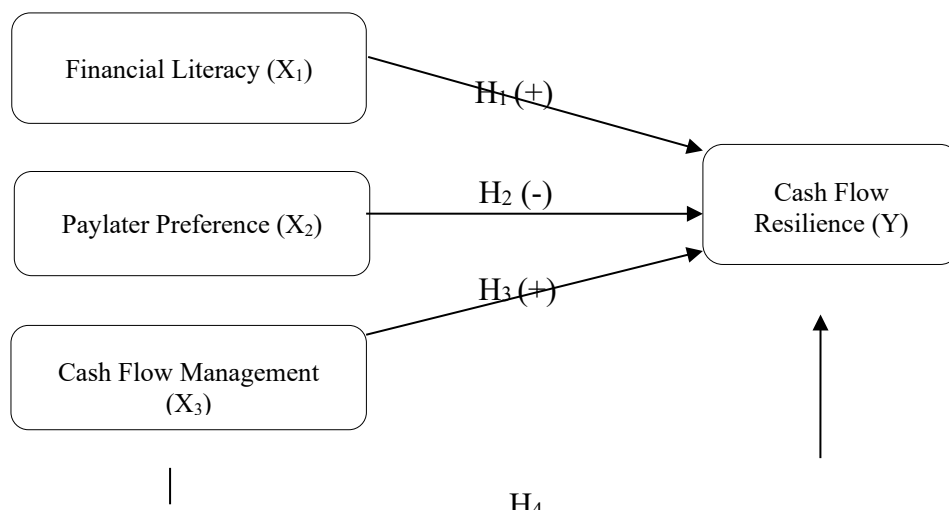 Financial Literacy (X₁)
H₁ (+)
Paylater Preference (X₂)
H₂ (-)
Cash Flow
Resilience (Y)
H₃ (+)
Cash Flow Management
(X₃)
H₄